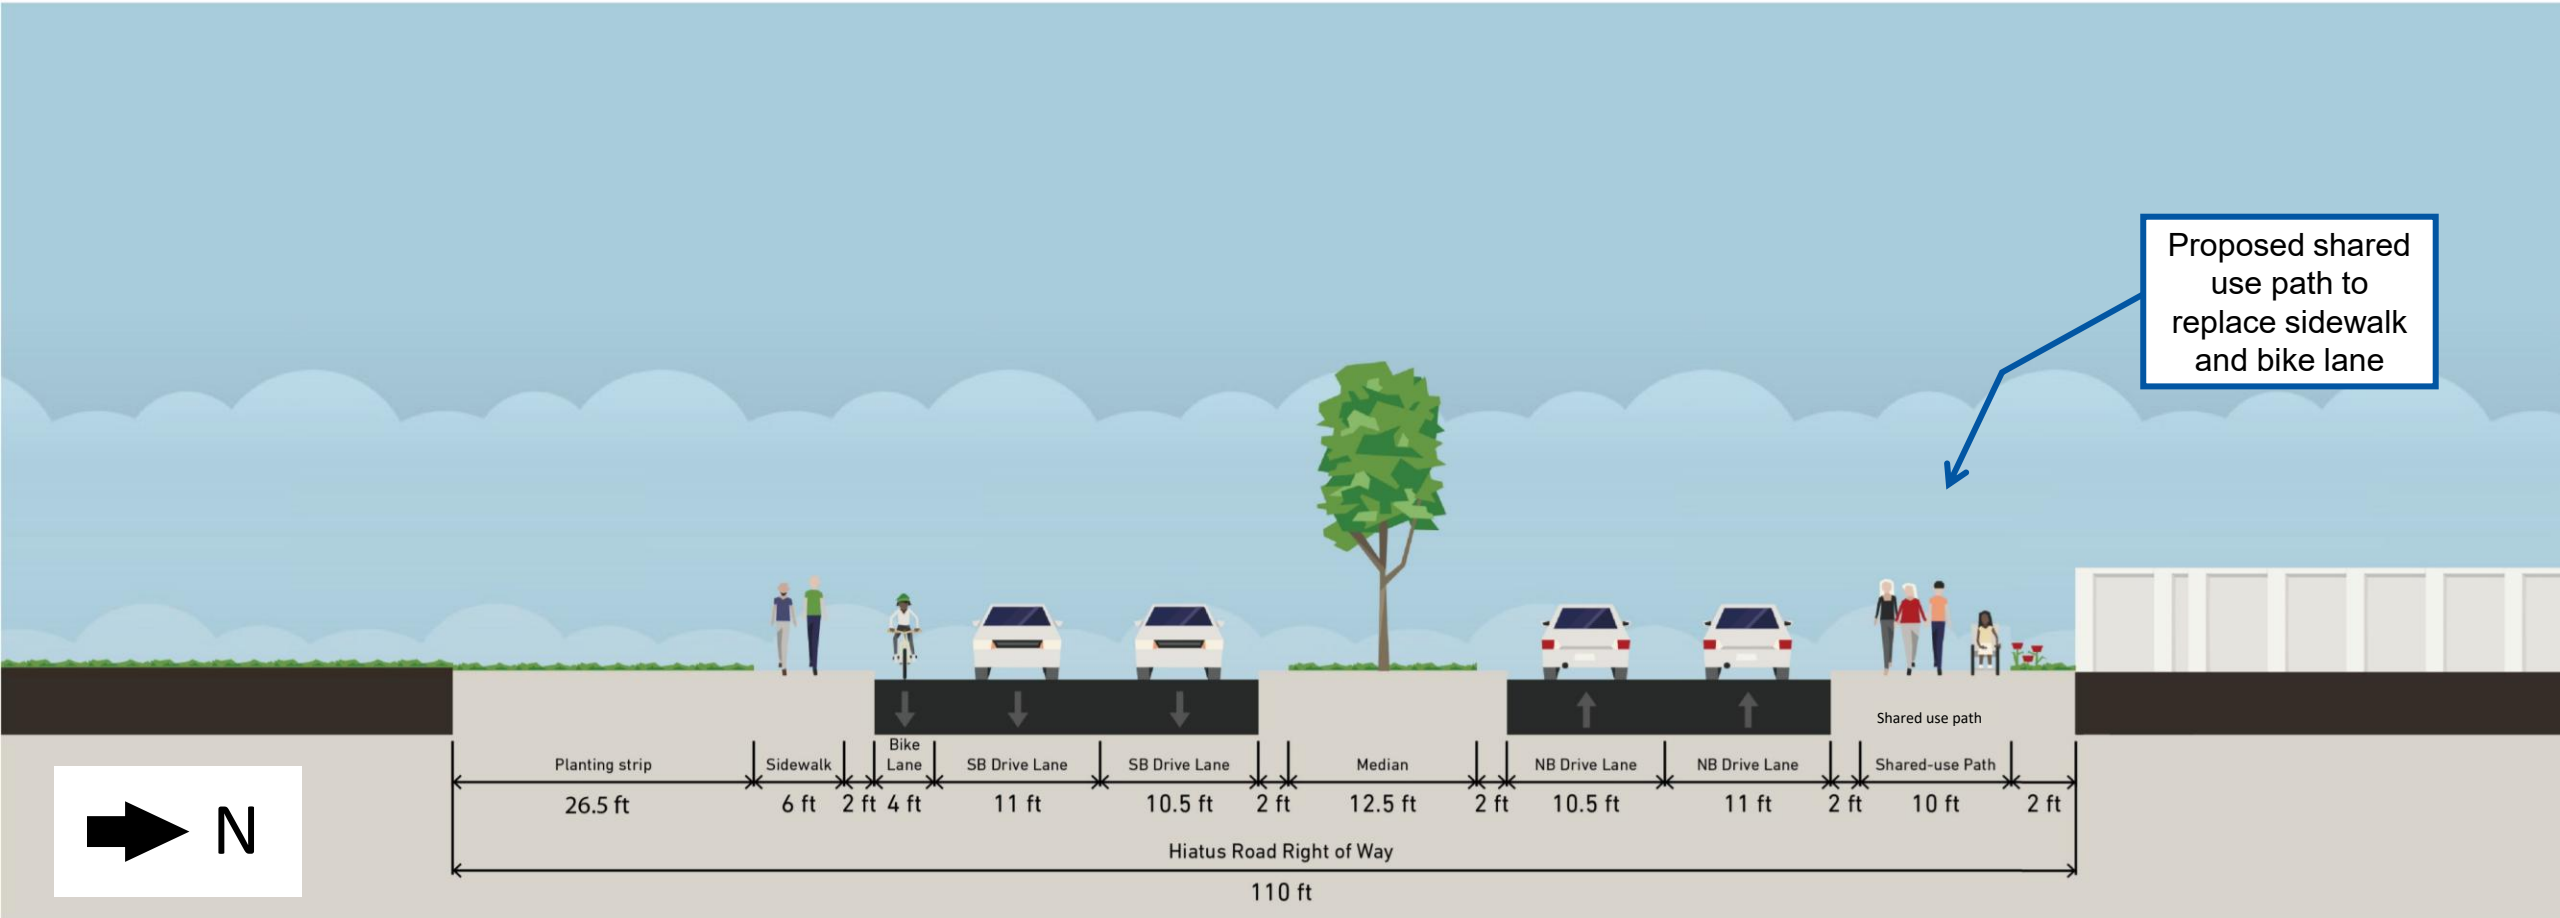 Proposed shared
use path to
replace sidewalk
and bike lane
Shared use path
Planting strip
Sidewalk
Bike
Lane
SB Drive Lane
SB Drive Lane
Median
NB Drive Lane
NB Drive Lane
Shared-use Path
26.5 ft
6 ft
2 ft
4 ft
11 ft
10.5 ft
2 ft
12.5 ft
2 ft
10.5 ft
11 ft
2 ft
10 ft
2 ft
N
Hiatus Road Right of Way
110 ft